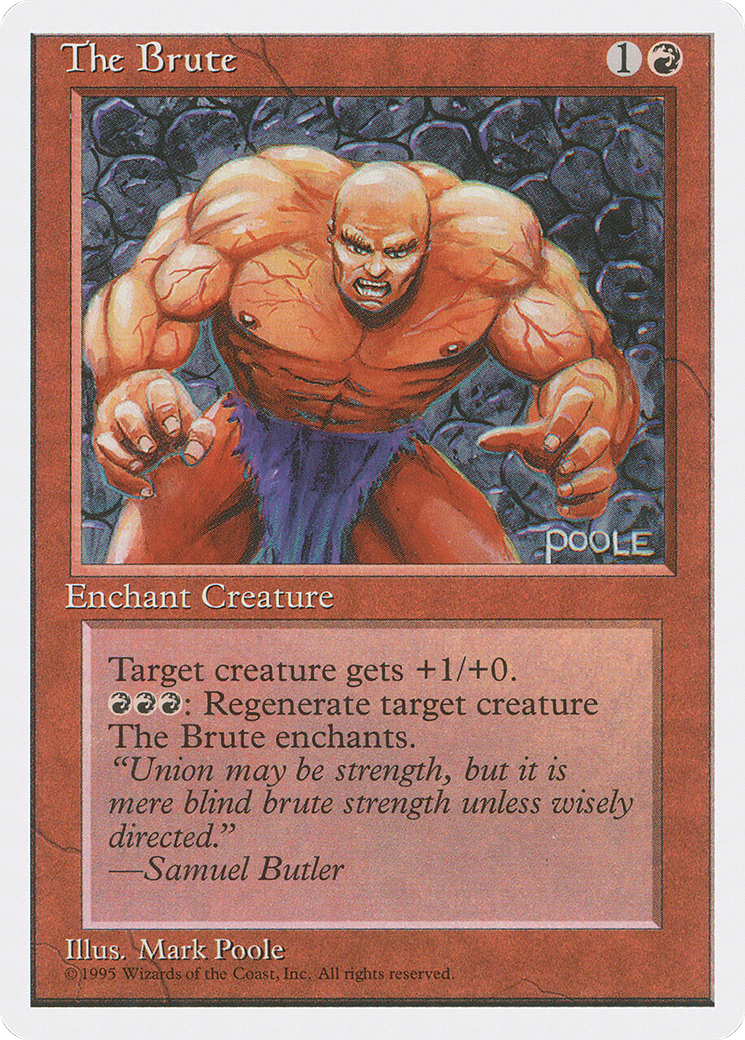 The Brute 1
POOLE
Enchant Creature
Target creature gets +1/+0.
: Regenerate target creature
The Brute enchants.
“Union may be strength, but it is
mere blind brute strength unless wisely
directed.”
—Samuel Butler
Illus. Mark Poole
©1995 Wizards of the Coast, Inc. All rights reserved.